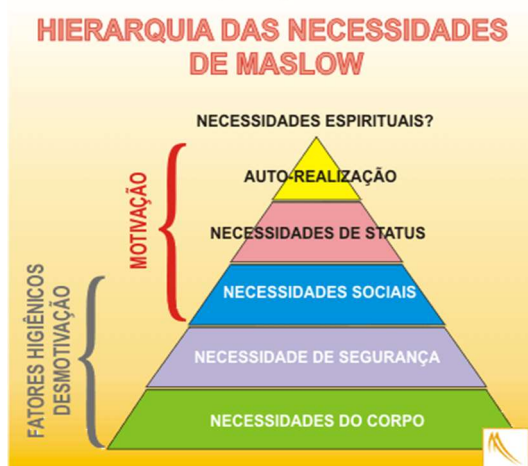 HIERARQUIA DAS NECESSIDADES
DE MASLOW
NECESSIDADES ESPIRITUAIS?
AUTO-REALIZAÇÃO
NECESSIDADES DE STATUS
NECESSIDADES SOCIAIS
NECESSIDADE DE SEGURANÇA
NECESSIDADES DO CORPO
MOTIVAÇÃO
FATORES HIGIÊNICOS
DESMOTIVAÇÃO